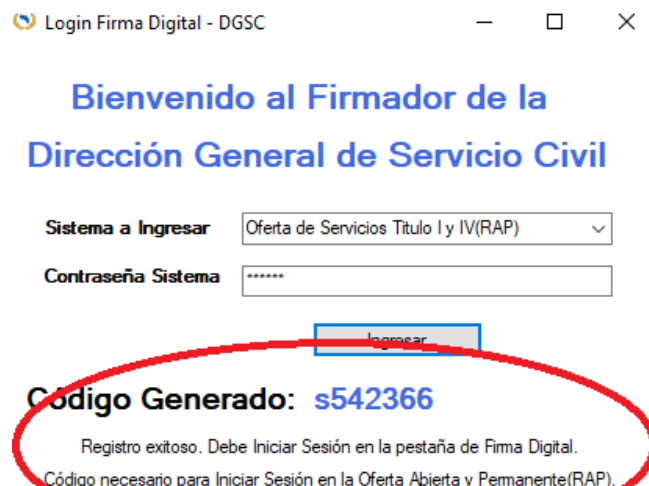 Login Firma Digital - DGSC
Bienvenido al Firmador de la
Dirección General de Servicio Civil
Sistema a Ingresar
Oferta de Servicios Titulo I y IV(RAP)
Contraseña Sistema
******
Ingresar
Código Generado: s542366
Registro exitoso. Debe Iniciar Sesión en la pestaña de Firma Digital.
Código necesario para Iniciar Sesión en la Oferta Abierta y Permanente(RAP).